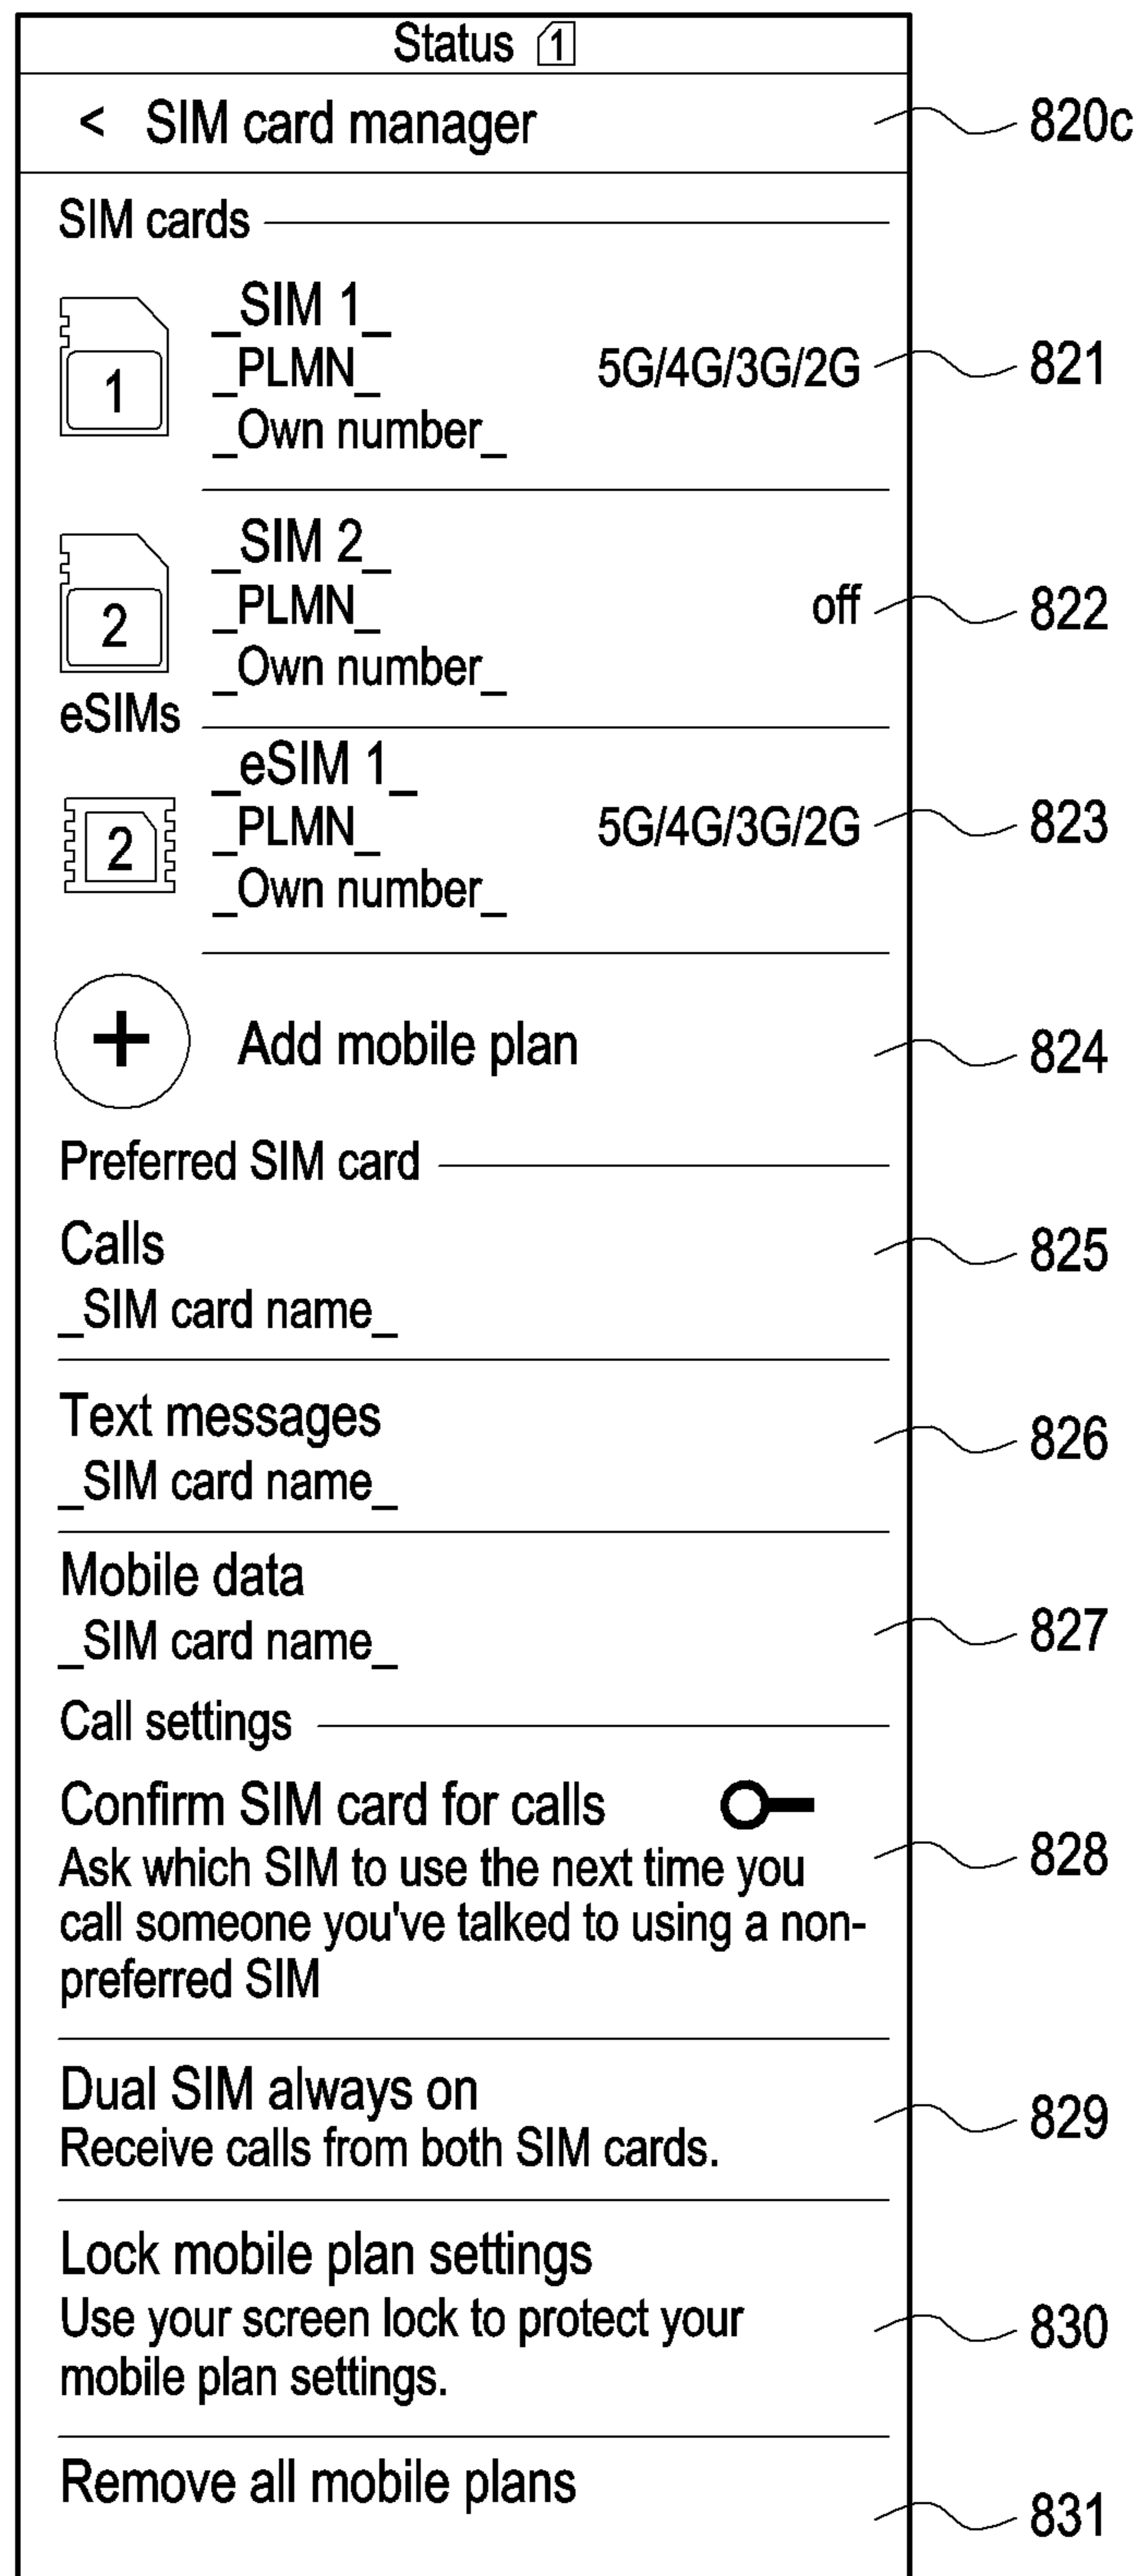 Status 1
< SIM card manager 820c
SIM cards
_SIM 1_
1 _PLMN_ 5G/4G/3G/2G 821
_Own number_
_SIM 2_
2 _PLMN_ off 822
_Own number_
eSIMs
_eSIM 1_
2 _PLMN_ 5G/4G/3G/2G 823
_Own number_
+ Add mobile plan 824
Preferred SIM card
Calls 825
_SIM card name_
Text messages 826
_SIM card name_
Mobile data
_SIM card name_ 827
Call settings
Confirm SIM card for calls
Ask which SIM to use the next time you 828
call someone you've talked to using a non-
preferred SIM
Dual SIM always on 829
Receive calls from both SIM cards.
Lock mobile plan settings
Use your screen lock to protect your 830
mobile plan settings.
Remove all mobile plans
831